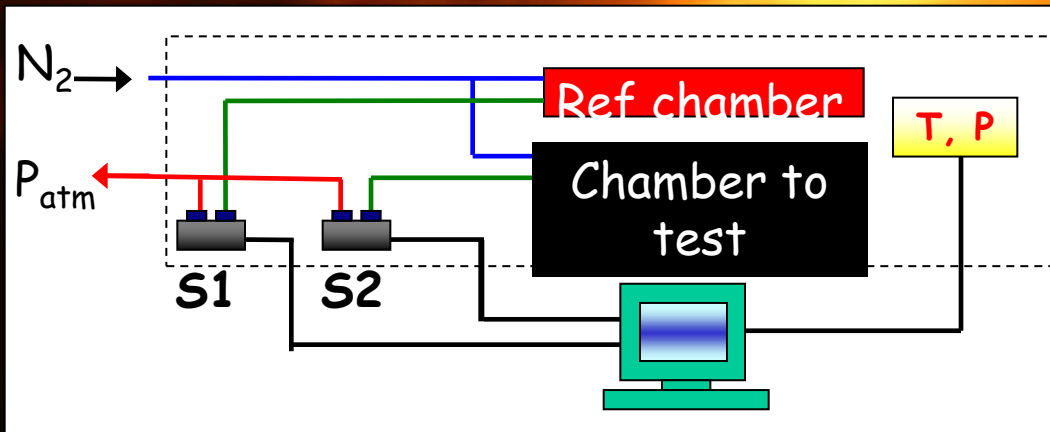 N₂
Ref chamber
T, P
Patm
Chamber to
test
S1 S2